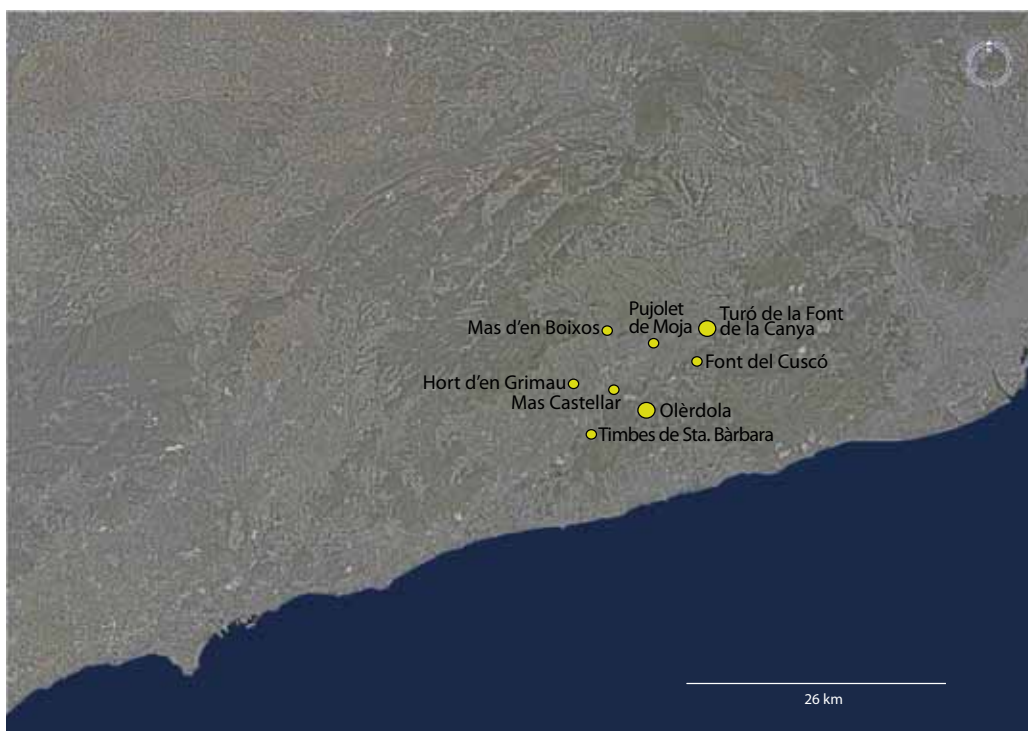 Pujolet
de Moja
Turó de la Font
de la Canya
Mas d'en Boixos
Font del Cuscó
Hort d'en Grimau
Mas Castellar
Olèrdola
Timbes de Sta. Bàrbara
26 km